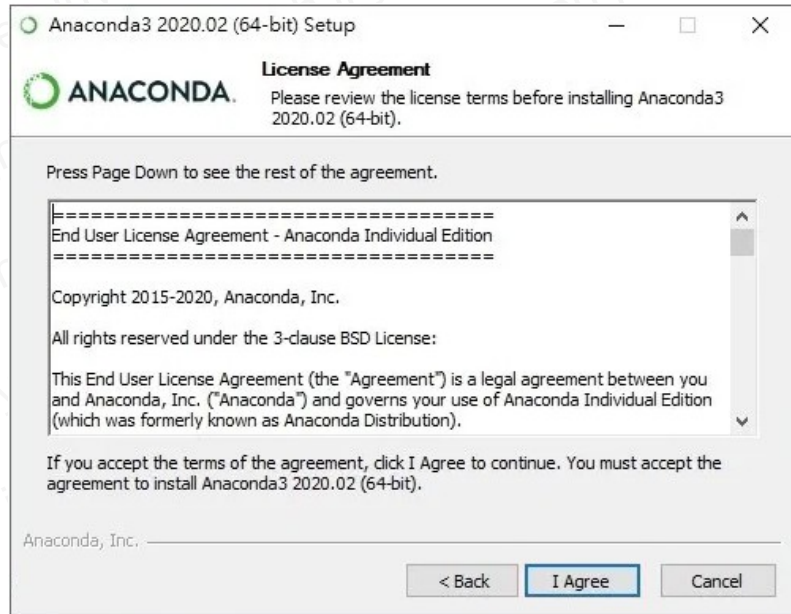 Anaconda3 2020.02 (64-bit) Setup
ANACONDA.
License Agreement
Please review the license terms before installing Anaconda3
2020.02 (64-bit).
Press Page Down to see the rest of the agreement.
===================================
End User License Agreement - Anaconda Individual Edition
===================================
Copyright 2015-2020, Anaconda, Inc.
All rights reserved under the 3-clause BSD License:
This End User License Agreement (the "Agreement") is a legal agreement between you
and Anaconda, Inc. ("Anaconda") and governs your use of Anaconda Individual Edition
(which was formerly known as Anaconda Distribution).
If you accept the terms of the agreement, click I Agree to continue. You must accept the
agreement to install Anaconda3 2020.02 (64-bit).
Anaconda, Inc.
< Back
I Agree
Cancel